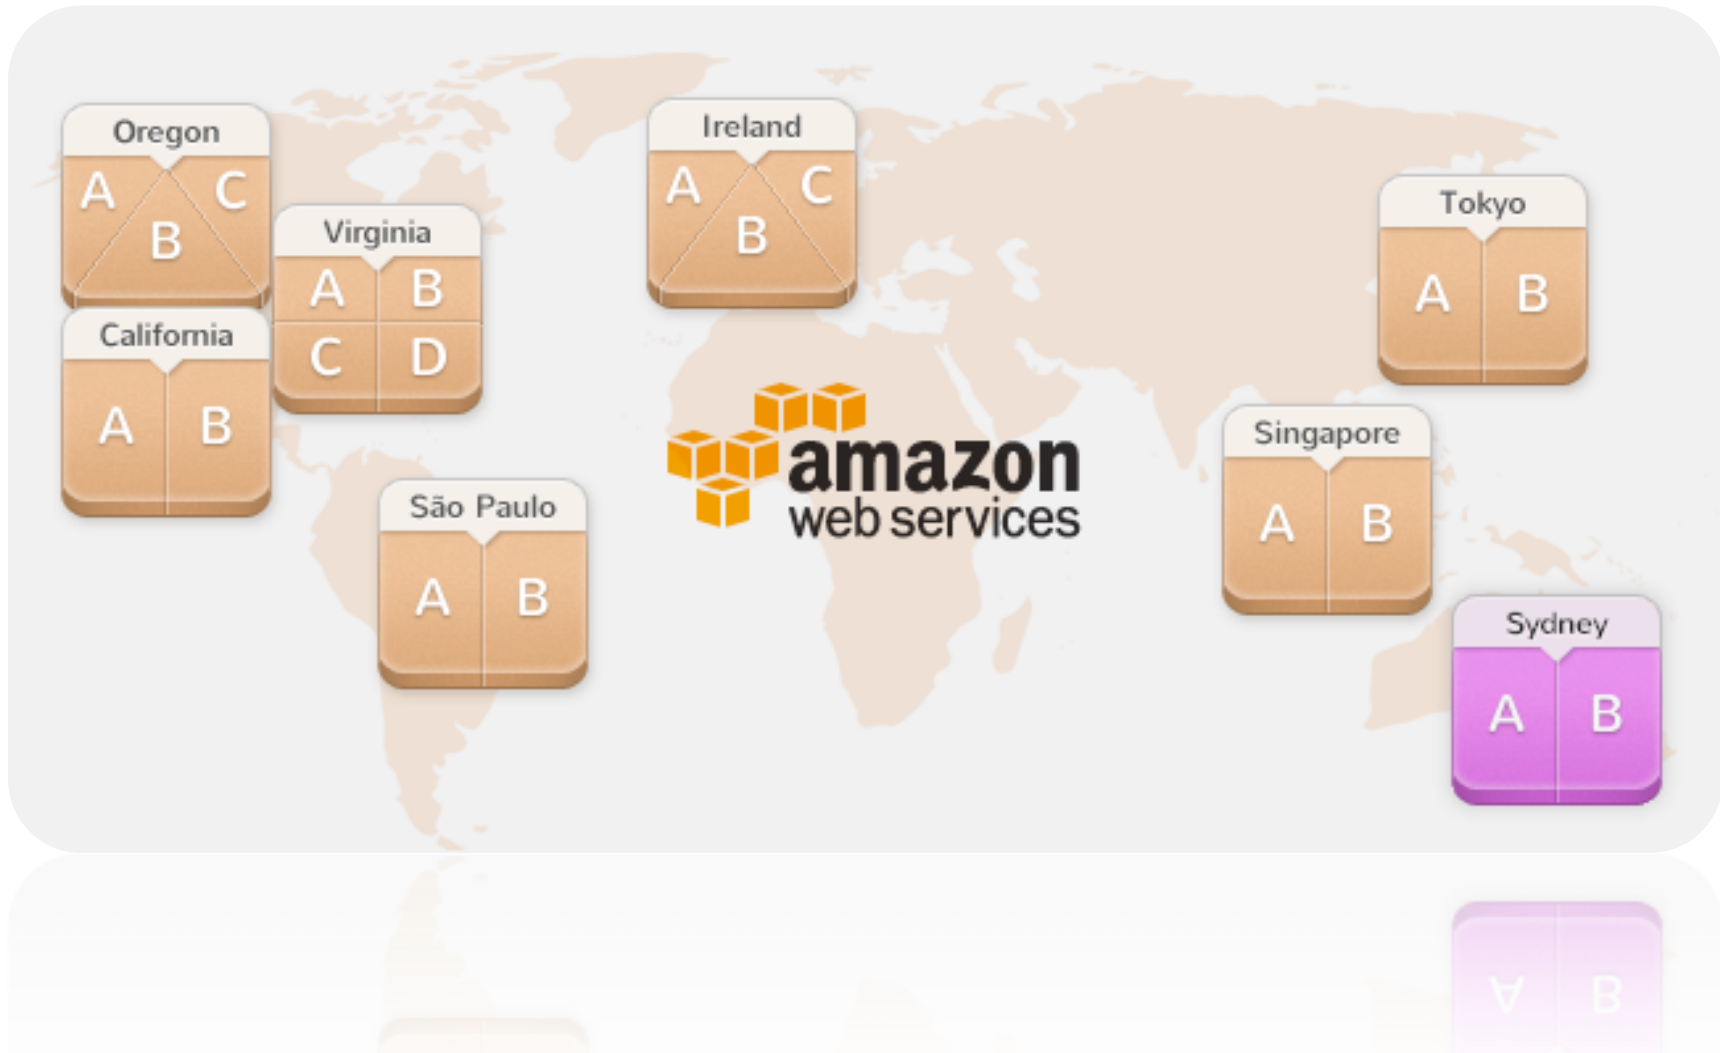 Oregon
A
B
C
Virginia
A B
C D
California
A B
São Paulo
A B
Ireland
A
B
C
amazon
web services
Tokyo
A B
Singapore
A B
Sydney
A B
A B